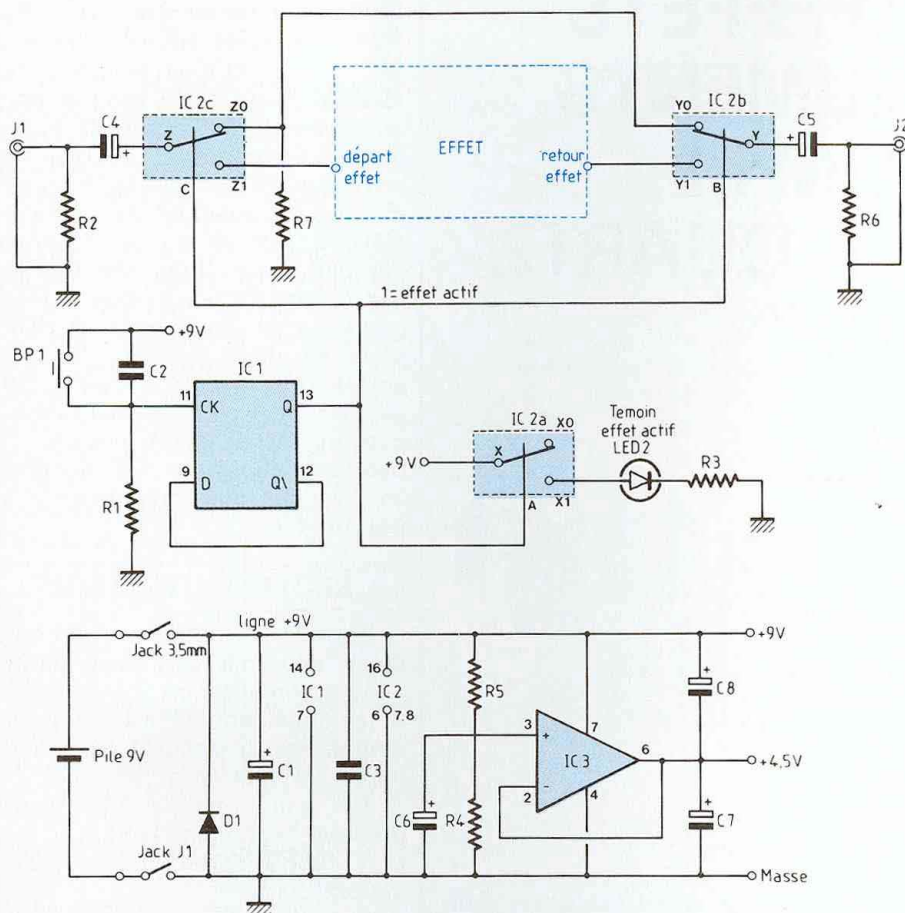 J1
C4
+
IC 2c
Z
Z0
Z1
C
R2
R7
départ
effet
EFFET
retour
effet
Y0
IC 2b
Y
Y1
B
+
C5
J2
R6
1 = effet actif
BP 1
+9V
C2
IC 1
11
CK
Q
13
9
D
Q\
12
R1
IC 2a
X0
+9V
X
A
X1
Temoin
effet actif
LED2
R3
ligne +9V
+9V
Jack 3,5mm
14
IC 1
7
16
IC 2
6
7, 8
R5
+
C8
Pile 9V
+
C1
C3
3
+
7
IC 3
6
+4,5V
2
-
4
D1
+
C6
R4
+
C7
Jack J1
Masse